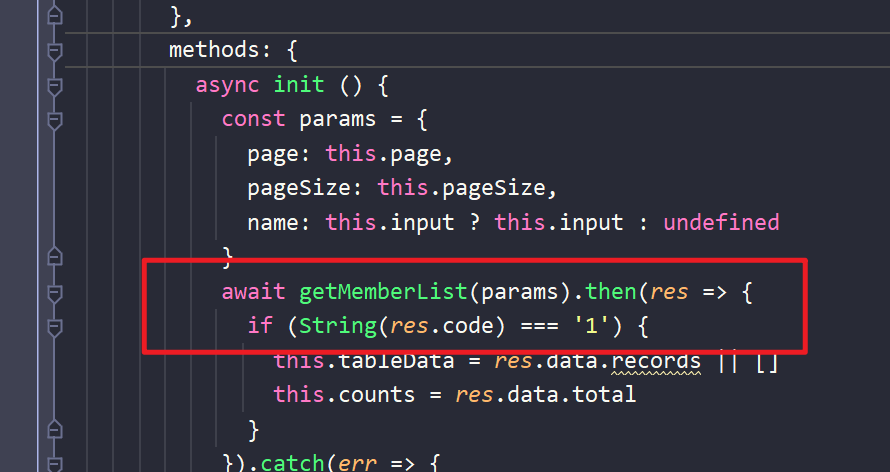 },
methods: {
async init () {
const params = {
page: this.page,
pageSize: this.pageSize,
name: this.input ? this.input : undefined
}
await getMemberList(params).then(res => {
if (String(res.code) === '1') {
this.tableData = res.data.records || []
this.counts = res.data.total
}
}).catch(err => {